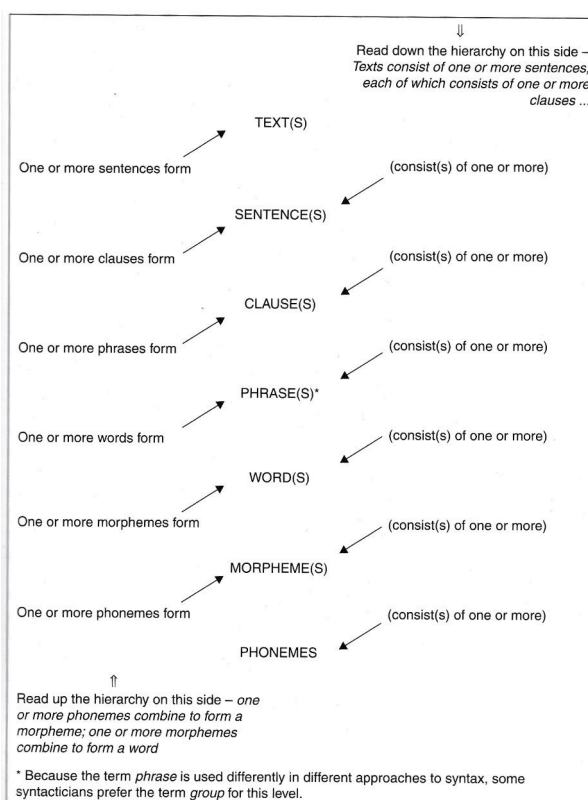 ⇓
Read down the hierarchy on this side –
Texts consist of one or more sentences,
each of which consists of one or more
clauses ...
TEXT(S)
One or more sentences form
(consist(s) of one or more)
SENTENCE(S)
One or more clauses form
(consist(s) of one or more)
CLAUSE(S)
One or more phrases form
(consist(s) of one or more)
PHRASE(S)*
One or more words form
(consist(s) of one or more)
WORD(S)
One or more morphemes form
(consist(s) of one or more)
MORPHEME(S)
One or more phonemes form
(consist(s) of one or more)
PHONEMES
⇑
Read up the hierarchy on this side – one
or more phonemes combine to form a
morpheme; one or more morphemes
combine to form a word
* Because the term phrase is used differently in different approaches to syntax, some
syntacticians prefer the term group for this level.